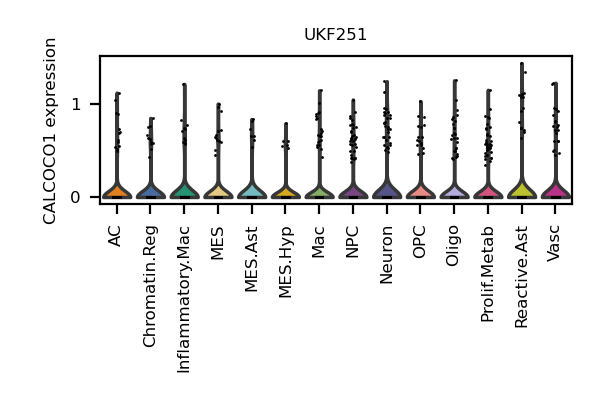 UKF251
CALCOCO1 expression
1
0
AC
Chromatin.Reg
Inflammatory.Mac
MES
MES.Ast
MES.Hyp
Mac
NPC
Neuron
OPC
Oligo
Prolif.Metab
Reactive.Ast
Vasc